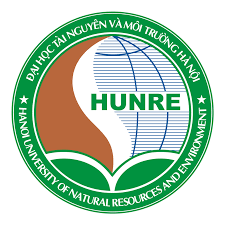 ĐẠI HỌC TÀI NGUYÊN VÀ MÔI TRƯỜNG HÀ NỘI
HUNRE
HANOI UNIVERSITY OF NATURAL RESOURCES AND ENVIRONMENT